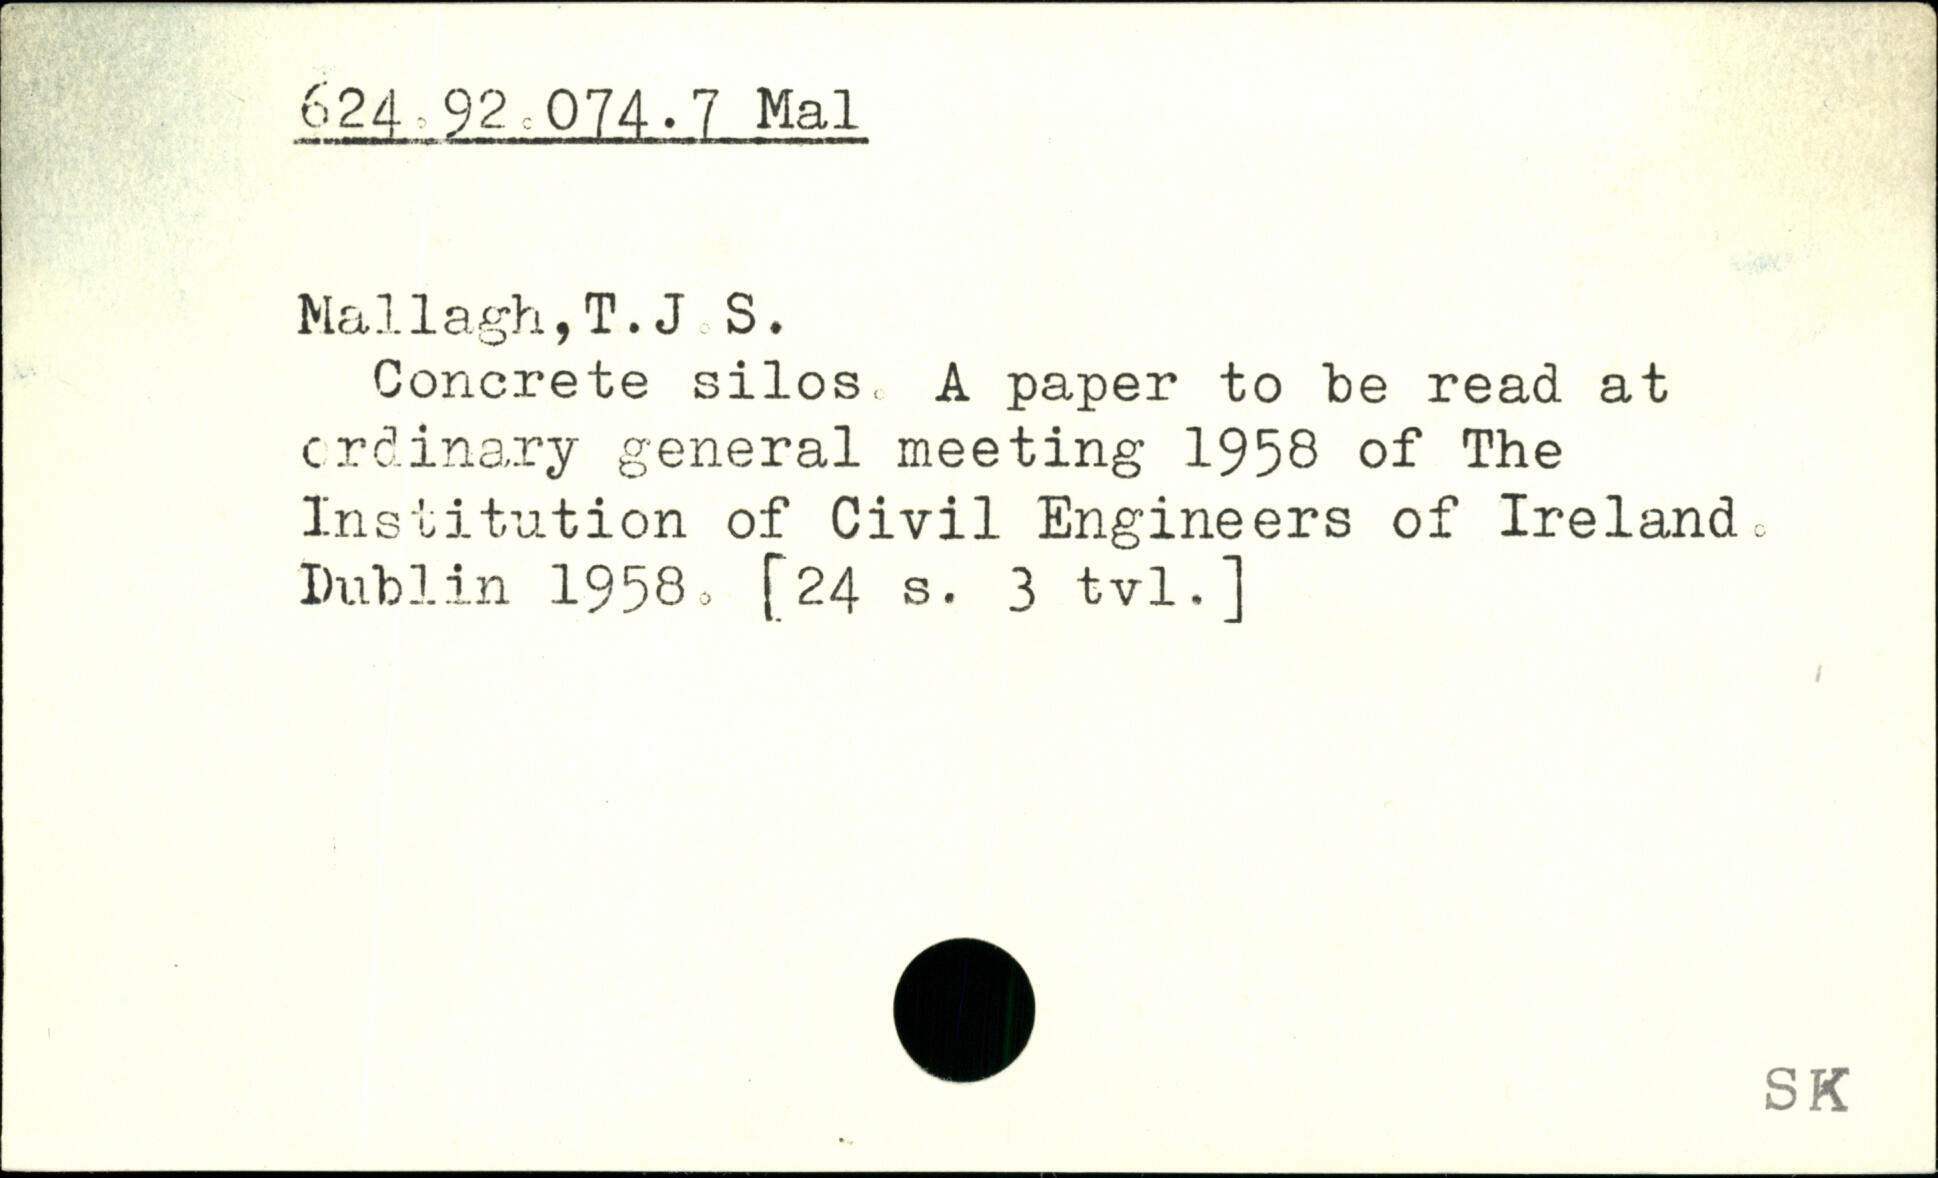 624.92.074.7 Mal
Mallagh,T.J.S.
Concrete silos. A paper to be read at
ordinary general meeting 1958 of The
Institution of Civil Engineers of Ireland.
Dublin 1958. [24 s. 3 tvl.]
SK